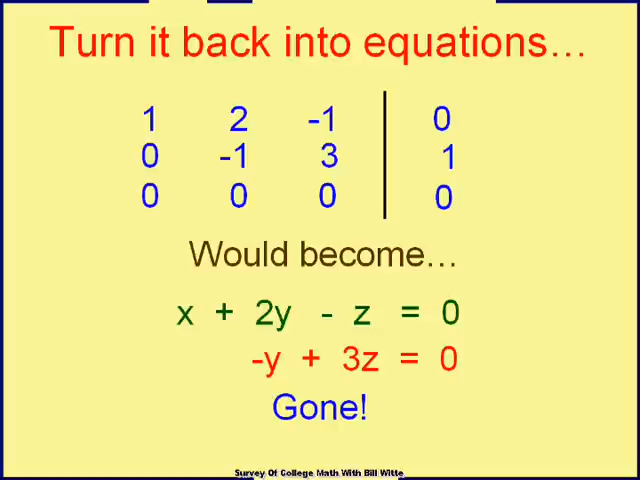 Turn it back into equations...
1 2 -1 0
0 -1 3 1
0 0 0 0
Would become...
x + 2y - z = 0
-y + 3z = 0
Gone!
Survey Of College Math With Bill Witte